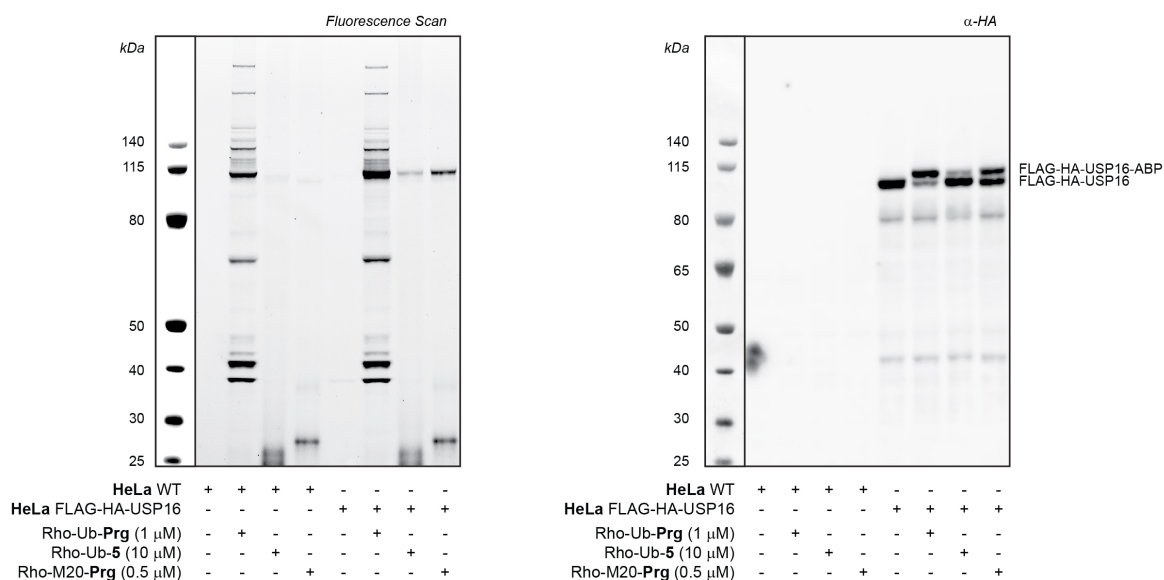 Fluorescence Scan
kDa
140
115
80
50
40
30
25
HeLa WT + + + + - - - -
HeLa FLAG-HA-USP16 - - - - + + + +
Rho-Ub-Prg (1 μM) - + - - - + - -
Rho-Ub-5 (10 μM) - - + - - - + -
Rho-M20-Prg (0.5 μM) - - - + - - - +
α-HA
kDa
140
115
80
65
50
40
30
25
FLAG-HA-USP16-ABP
FLAG-HA-USP16
HeLa WT + + + + - - - -
HeLa FLAG-HA-USP16 - - - - + + + +
Rho-Ub-Prg (1 μM) - + - - - + - -
Rho-Ub-5 (10 μM) - - + - - - + -
Rho-M20-Prg (0.5 μM) - - - + - - - +